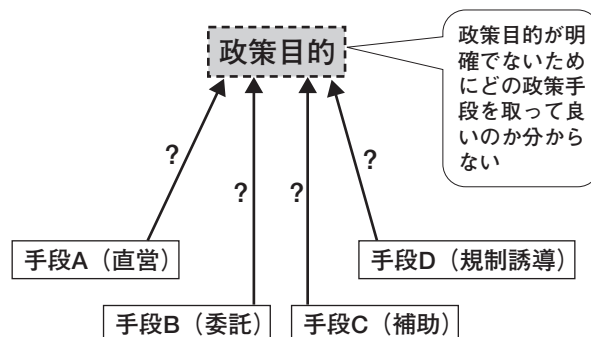 政策目的
政策目的が明
確でないため
にどの政策手
段を取って良
いのか分から
ない
?
?
?
?
手段A(直営)
手段D(規制誘導)
手段B(委託)
手段C(補助)